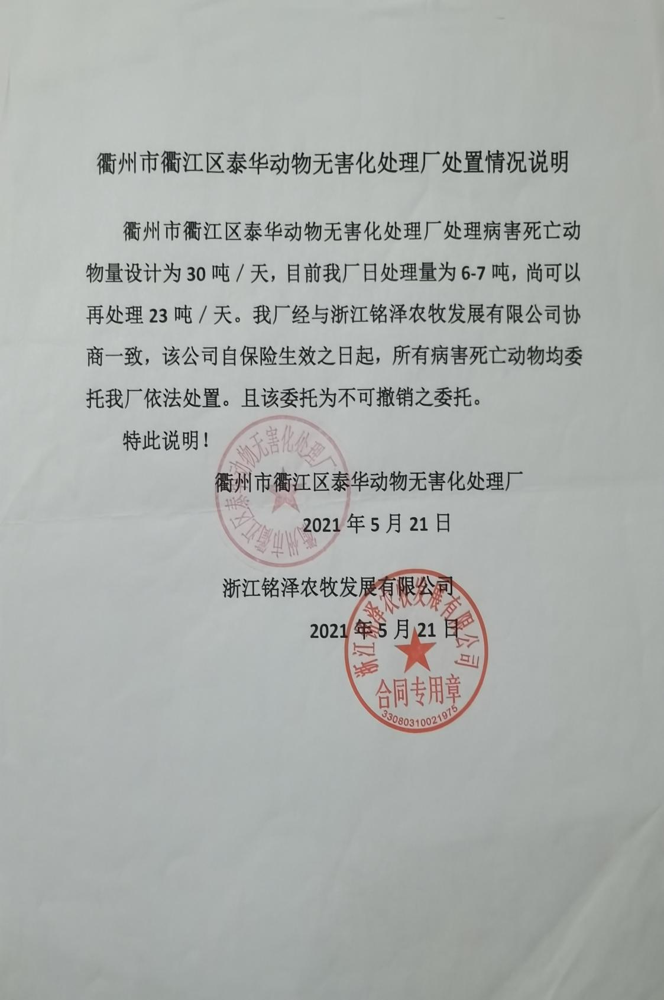 衢州市衢江区泰华动物无害化处理厂处置情况说明
衢州市衢江区泰华动物无害化处理厂处理病害死亡动
物量设计为 30 吨／天，目前我厂日处理量为 6-7 吨，尚可以
再处理 23 吨／天。我厂经与浙江铭泽农牧发展有限公司协
商一致，该公司自保险生效之日起，所有病害死亡动物均委
托我厂依法处置。且该委托为不可撤销之委托。
特此说明！
衢州市衢江区泰华动物无害化处理厂
2021 年 5 月 21 日
衢州市衢江区泰华动物无害化处理厂
浙江铭泽农牧发展有限公司
2021 年 5 月 21 日
浙江铭泽农牧发展有限公司
合同专用章
33080310021975